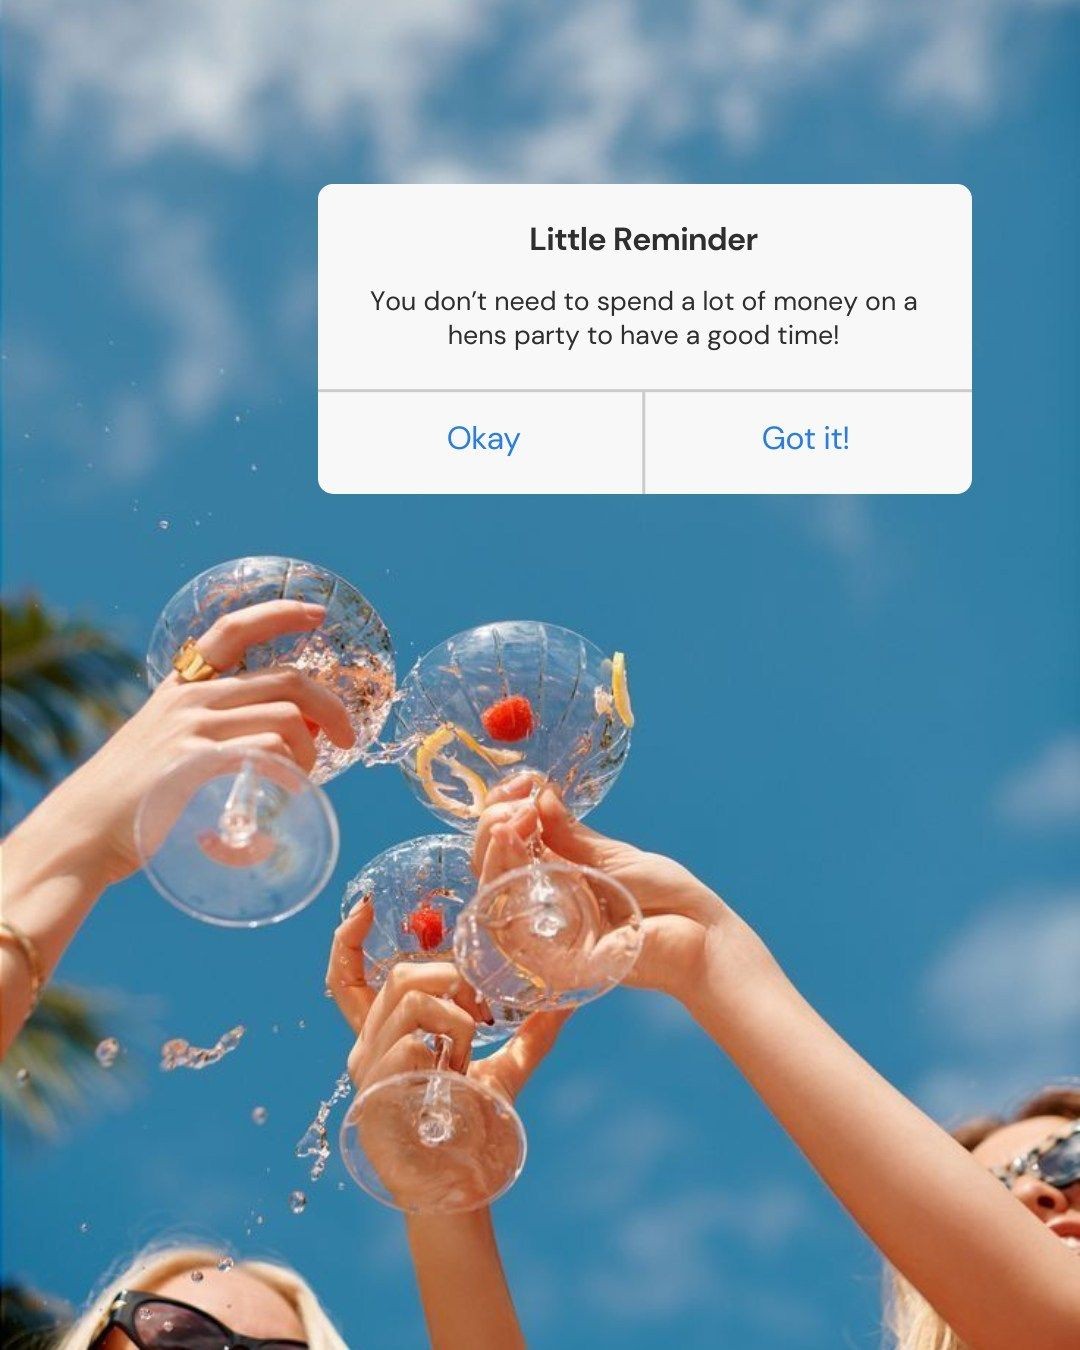 Little Reminder
You don’t need to spend a lot of money on a
hens party to have a good time!
Okay
Got it!